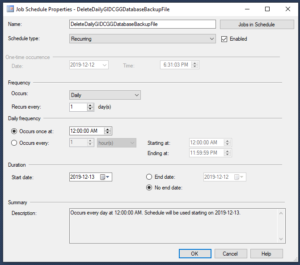 Job Schedule Properties - DeleteDailyGIDCGGDatabaseBackupFile
Name: DeleteDailyGIDCGGDatabaseBackupFile Jobs in Schedule
Schedule type: Recurring Enabled
One-time occurrence
Date: 2019-12-12 Time: 6:31:03 PM
Frequency
Occurs: Daily
Recurs every: 1 day(s)
Daily frequency
Occurs once at: 12:00:00 AM
Occurs every: 1 hour(s) Starting at: 12:00:00 AM
Ending at: 11:59:59 PM
Duration
Start date: 2019-12-13 End date: 2019-12-12
No end date:
Summary
Description: Occurs every day at 12:00:00 AM. Schedule will be used starting on 2019-12-13.
OK Cancel Help